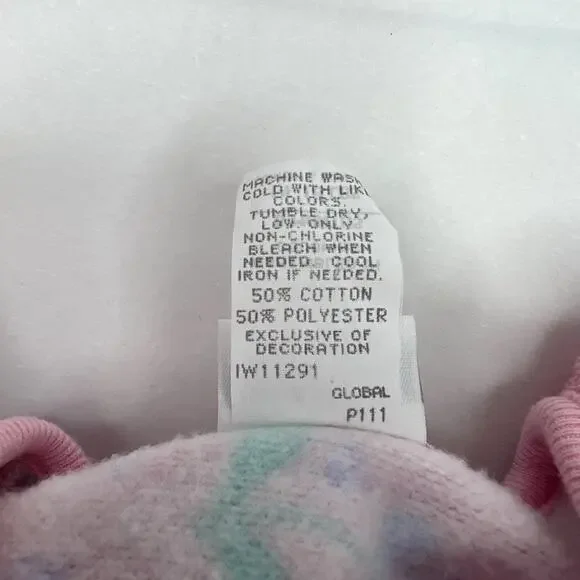 MACHINE WASH
COLD WITH LIKE
COLORS.
TUMBLE DRY,
LOW. ONLY
NON-CHLORINE
BLEACH WHEN
NEEDED. COOL
IRON IF NEEDED.
50% COTTON
50% POLYESTER
EXCLUSIVE OF
DECORATION
IW11291
GLOBAL
P111